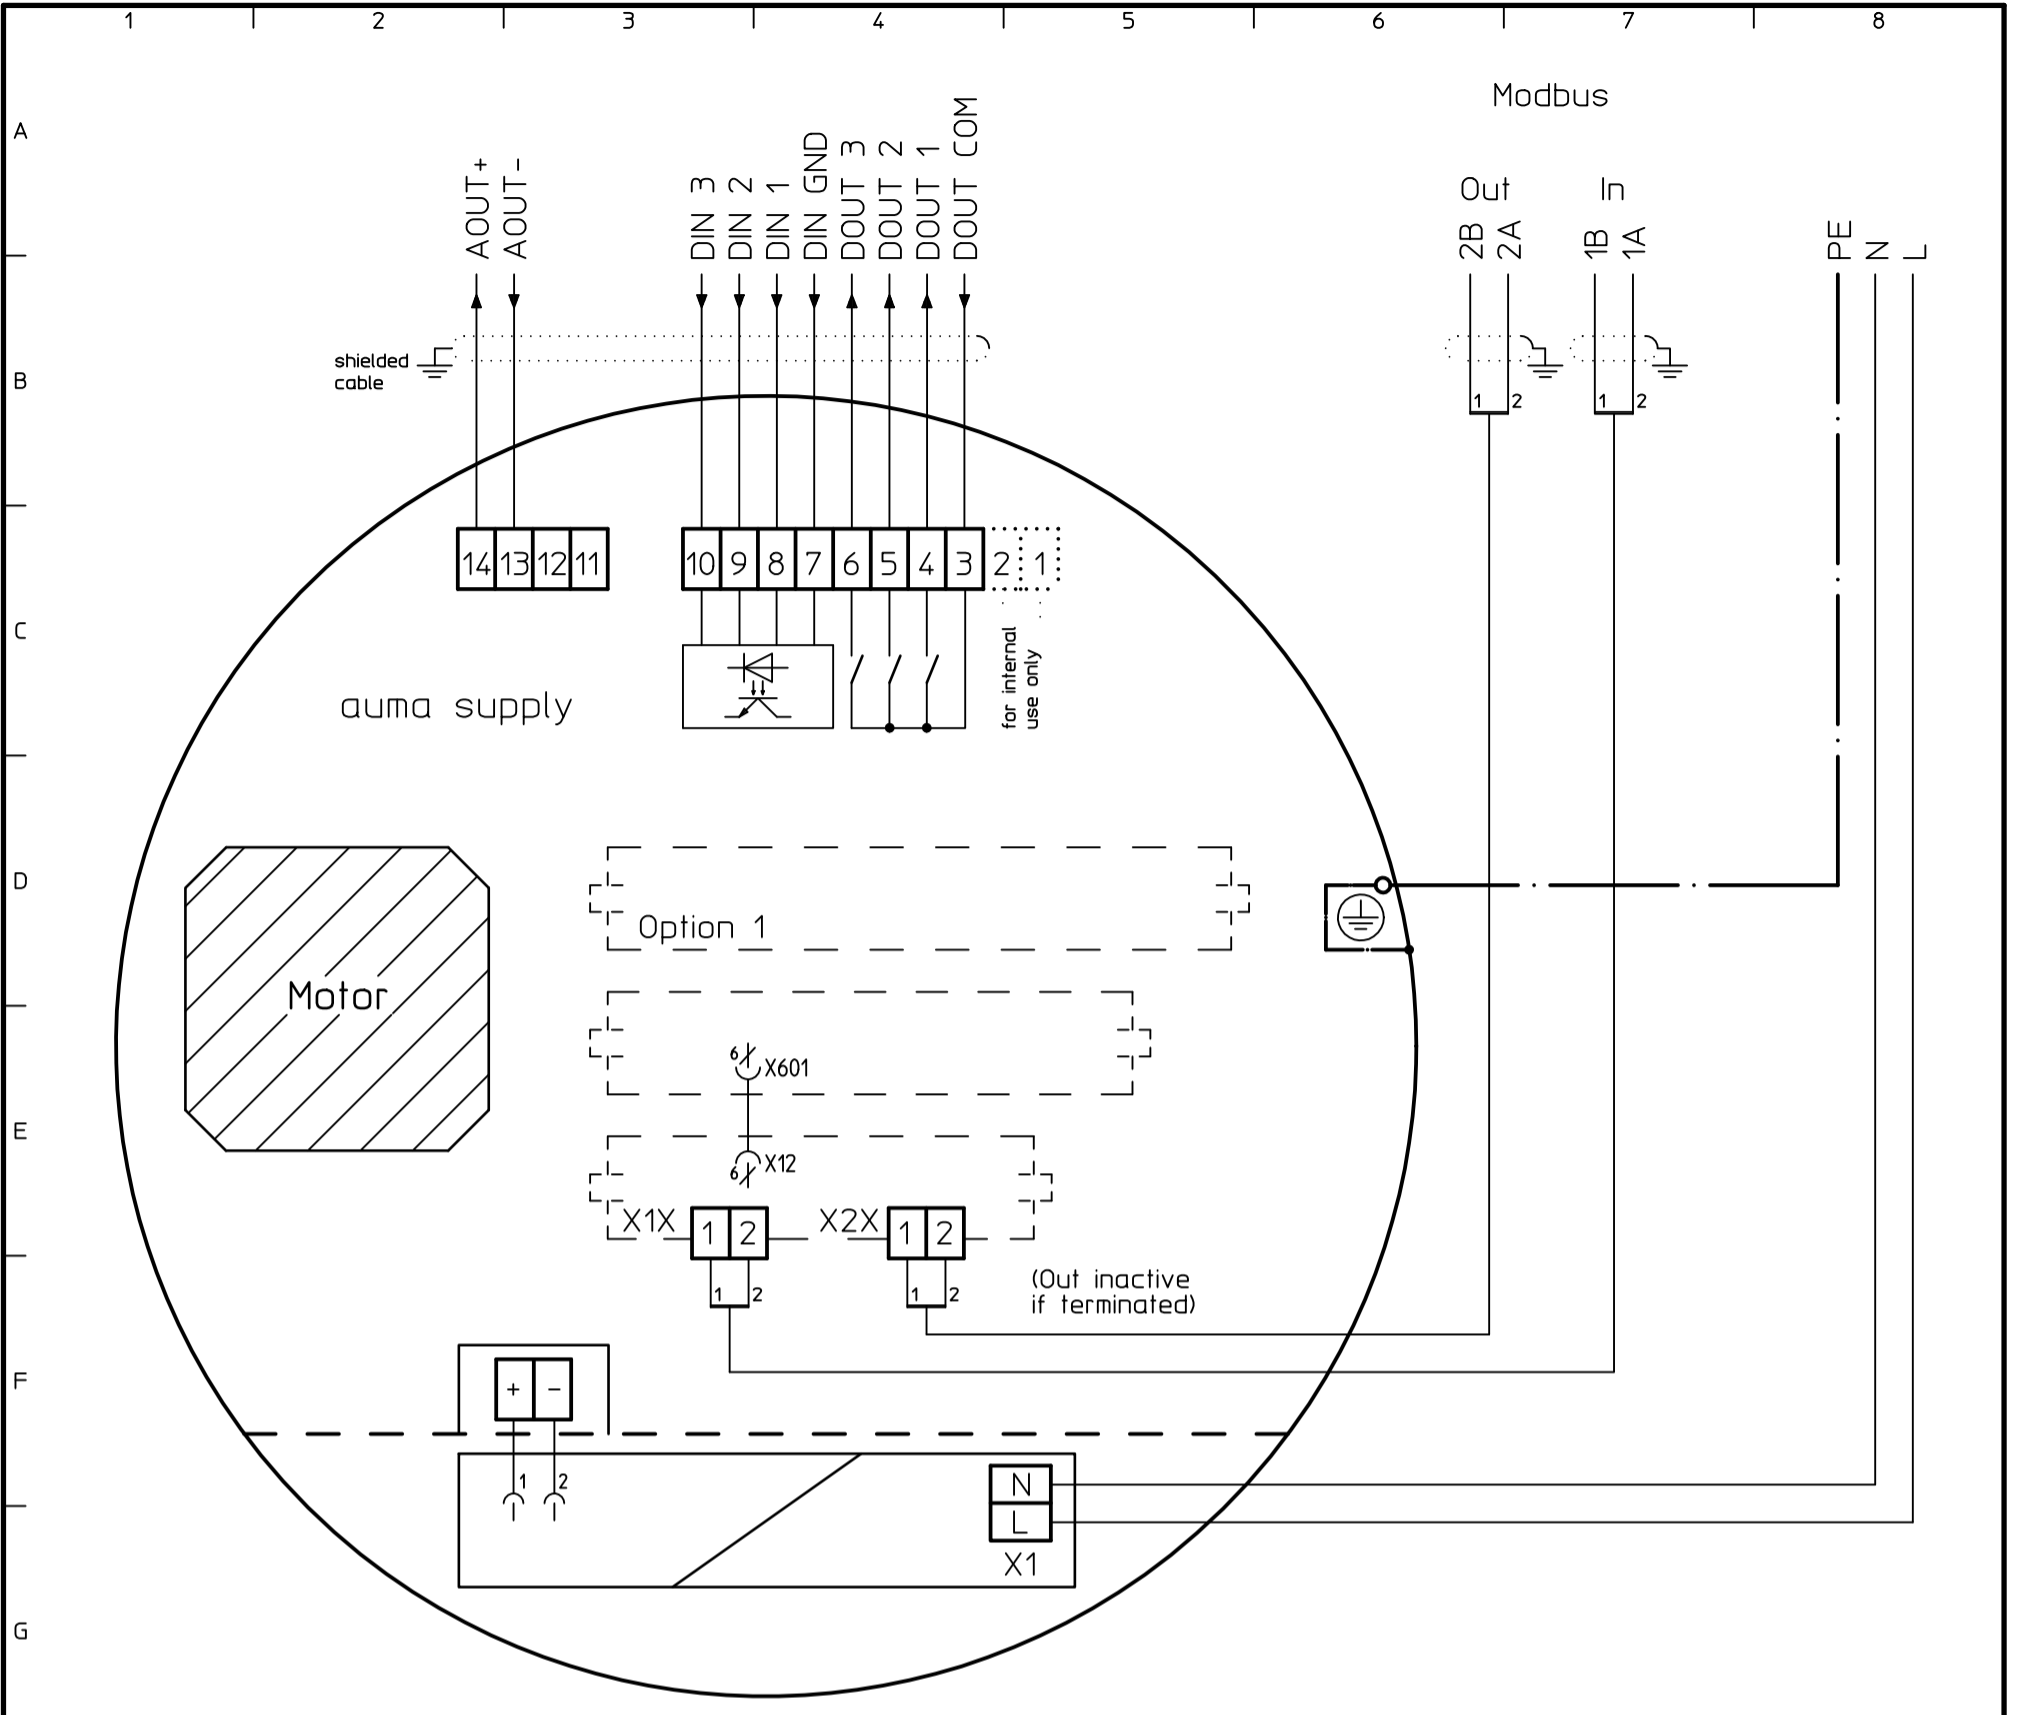 1 2 3 4 5 6 7 8
A
B
C
D
E
F
G
Modbus
Out In
AOUT+
AOUT-
DIN 3
DIN 2
DIN 1
DIN GND
DOUT 3
DOUT 2
DOUT 1
DOUT COM
2B
2A
1B
1A
PE
N
L
shielded
cable
1 2 1 2
14 13 12 11 10 9 8 7 6 5 4 3 2 1
for internal
use only
auma supply
Option 1
Motor
6 X601
6 X12
X1X 1 2 X2X 1 2
1 2 1 2
(Out inactive
if terminated)
+ -
1 2
N
L
X1